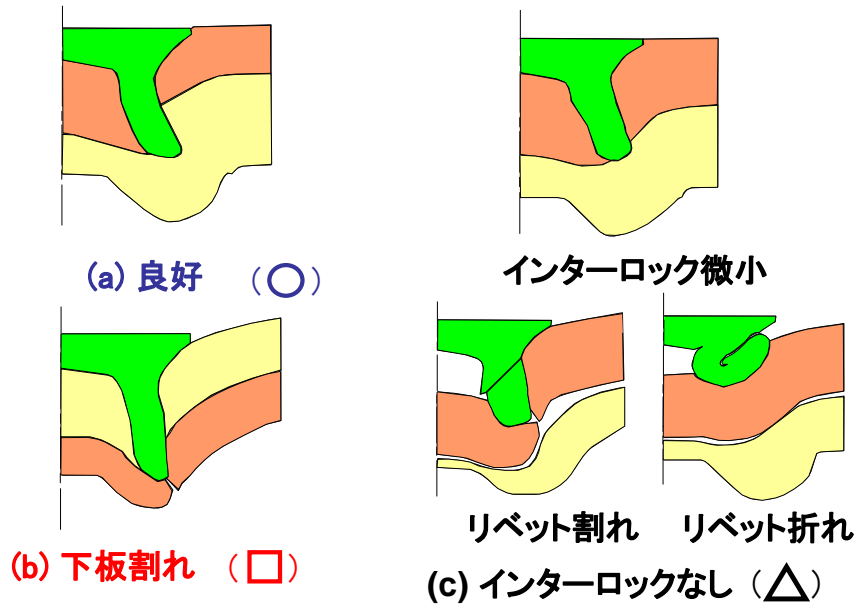 (a) 良好 (○)
インターロック微小
(b) 下板割れ (□)
リベット割れ
リベット折れ
(c) インターロックなし (△)